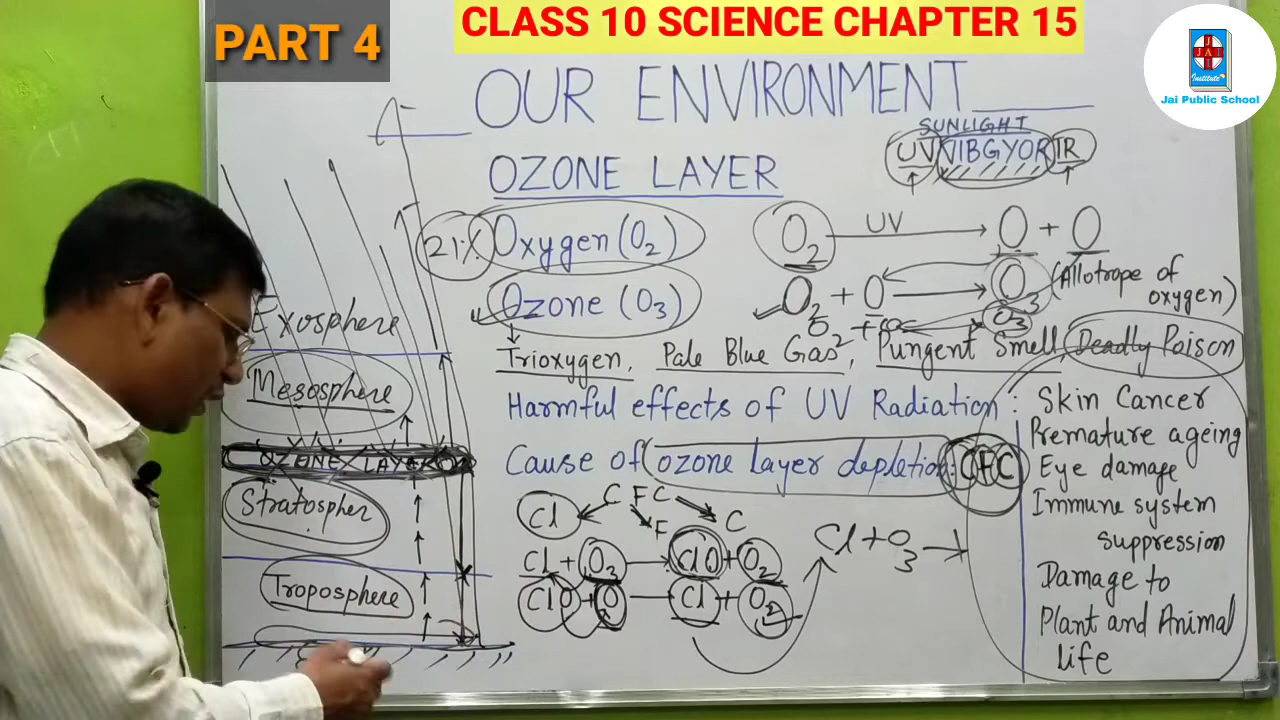 PART 4
CLASS 10 SCIENCE CHAPTER 15
JAI
Institute
Jai Public School
OUR ENVIRONMENT
SUNLIGHT
UV VIBGYOR IR
OZONE LAYER
21% Oxygen (O2)
O2 UV → O + O
Ozone (O3)
O2 + O → O3 (Allotrope of
oxygen)
O3
Trioxygen, Pale Blue Gas, Pungent Smell, Deadly Poison
Harmful effects of UV Radiation: Skin Cancer
Premature ageing
Eye damage
Immune system
suppression
Damage to
Plant and Animal
life
Cause of ozone layer depletion: CFC
C F C
Cl F C
Cl + O3 → ClO + O2
ClO + O → Cl + O2
Cl + O3 →
Exosphere
Mesosphere
OZONE LAYER
Stratospher
Troposphere